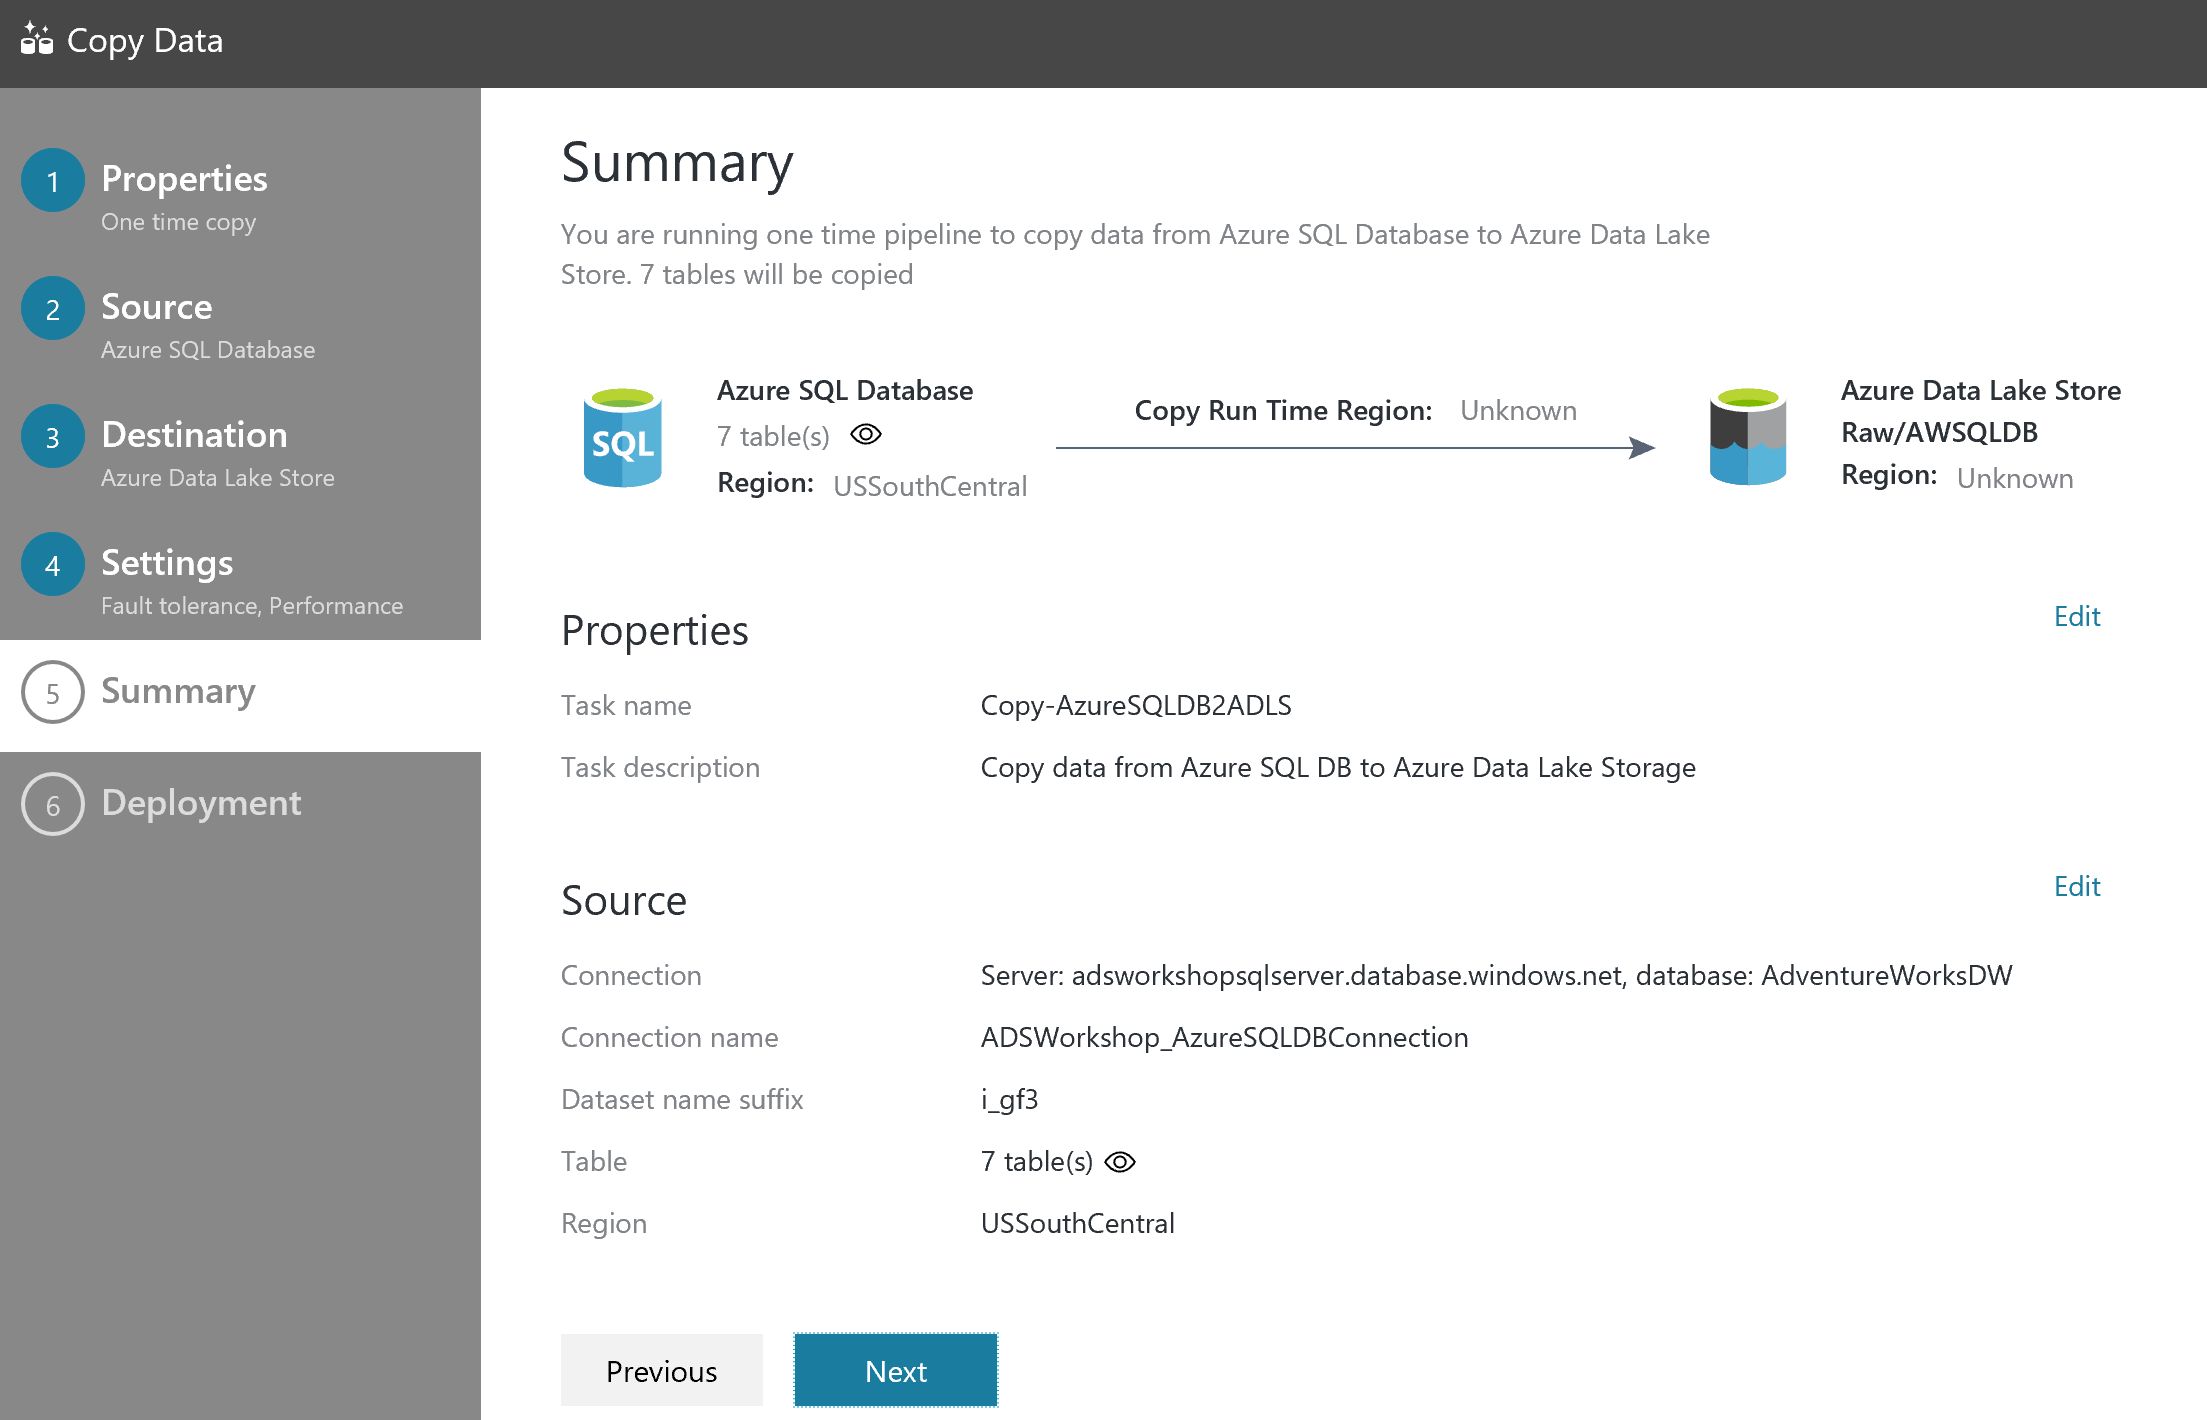 Copy Data
1
Properties
One time copy
2
Source
Azure SQL Database
3
Destination
Azure Data Lake Store
4
Settings
Fault tolerance, Performance
5
Summary
6
Deployment
Summary
You are running one time pipeline to copy data from Azure SQL Database to Azure Data Lake
Store. 7 tables will be copied
SQL
Azure SQL Database
7 table(s)
Region: USSouthCentral
Copy Run Time Region: Unknown
Azure Data Lake Store
Raw/AWSQLDB
Region: Unknown
Properties
Edit
Task name Copy-AzureSQLDB2ADLS
Task description Copy data from Azure SQL DB to Azure Data Lake Storage
Source
Edit
Connection Server: adsworkshopsqlserver.database.windows.net, database: AdventureWorksDW
Connection name ADSWorkshop_AzureSQLDBConnection
Dataset name suffix i_gf3
Table 7 table(s)
Region USSouthCentral
Previous
Next